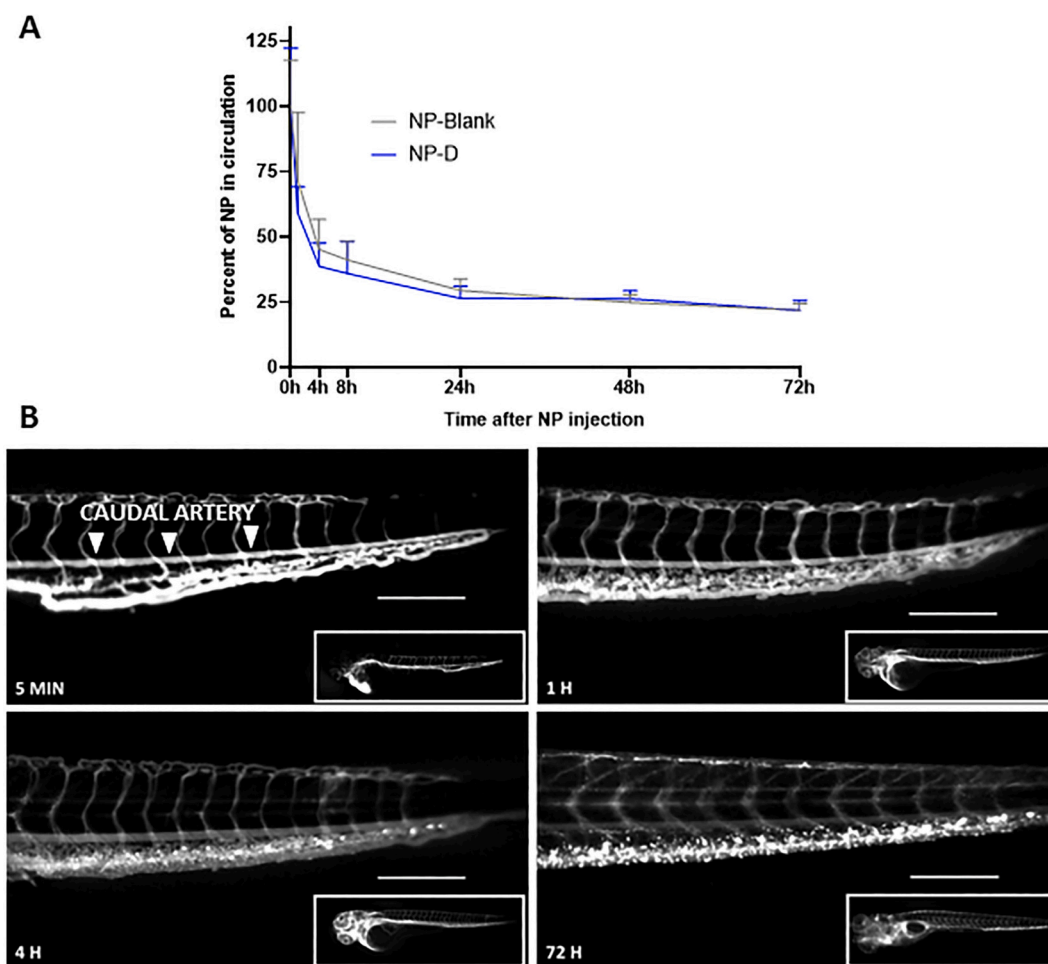 A
125
100
75
50
25
0
Percent of NP in circulation
NP-Blank
NP-D
0h 4h 8h 24h 48h 72h
Time after NP injection
B
CAUDAL ARTERY
5 MIN
1 H
4 H
72 H